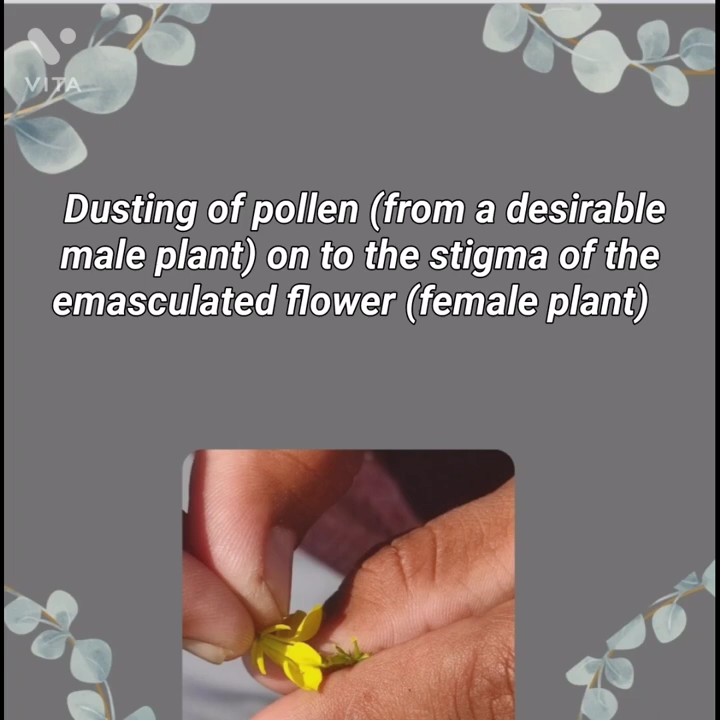 VITA
Dusting of pollen (from a desirable
male plant) on to the stigma of the
emasculated flower (female plant)